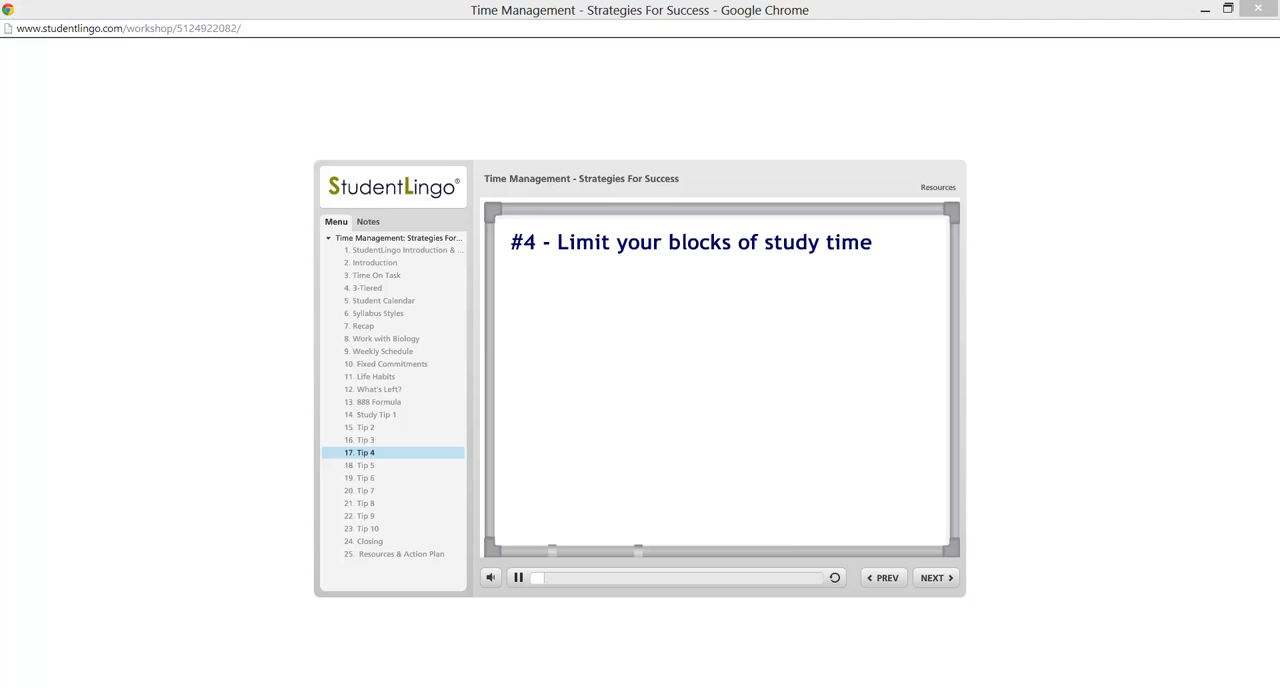 Time Management - Strategies For Success - Google Chrome
www.studentlingo.com/workshop/5124922082/
STUDENTLINGO®
Time Management - Strategies For Success
Resources
Menu Notes
Time Management: Strategies For...
1. StudentLingo Introduction & ...
2. Introduction
3. Time On Task
4. 3-Tiered
5. Student Calendar
6. Syllabus Styles
7. Recap
8. Work with Biology
9. Weekly Schedule
10. Fixed Commitments
11. Life Habits
12. What's Left?
13. 888 Formula
14. Study Tip 1
15. Tip 2
16. Tip 3
17. Tip 4
18. Tip 5
19. Tip 6
20. Tip 7
21. Tip 8
22. Tip 9
23. Tip 10
24. Closing
25. Resources & Action Plan
#4 - Limit your blocks of study time
PREV NEXT